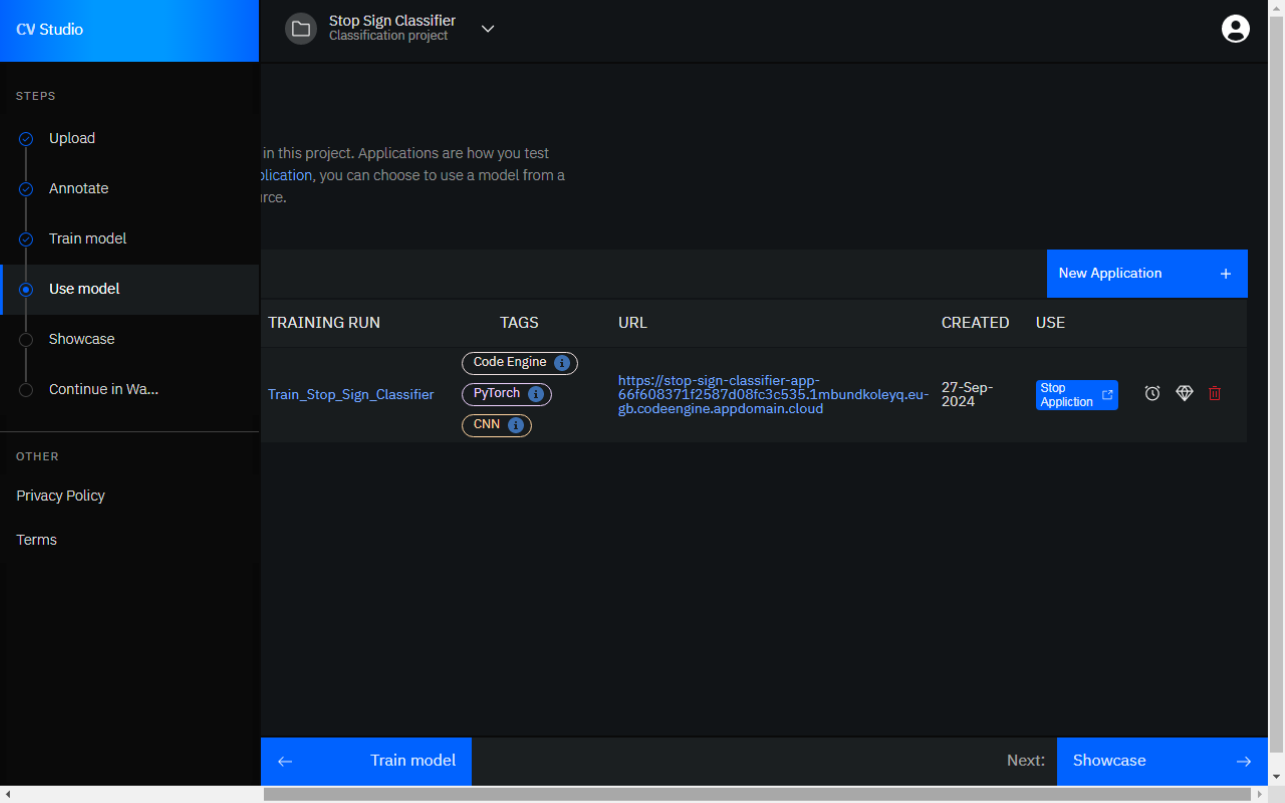 CV Studio
Stop Sign Classifier
Classification project
STEPS
Upload
Annotate
Train model
Use model
Showcase
Continue in Wa...
OTHER
Privacy Policy
Terms
in this project. Applications are how you test
plication, you can choose to use a model from a
urce.
New Application +
TRAINING RUN TAGS URL CREATED USE
Train_Stop_Sign_Classifier
Code Engine
PyTorch
CNN
https://stop-sign-classifier-app-
66f608371f2587d08fc3c535.1mbundkoleyq.eu-
gb.codeengine.appdomain.cloud
27-Sep-
2024
Stop
Appliction
Train model
Next:
Showcase